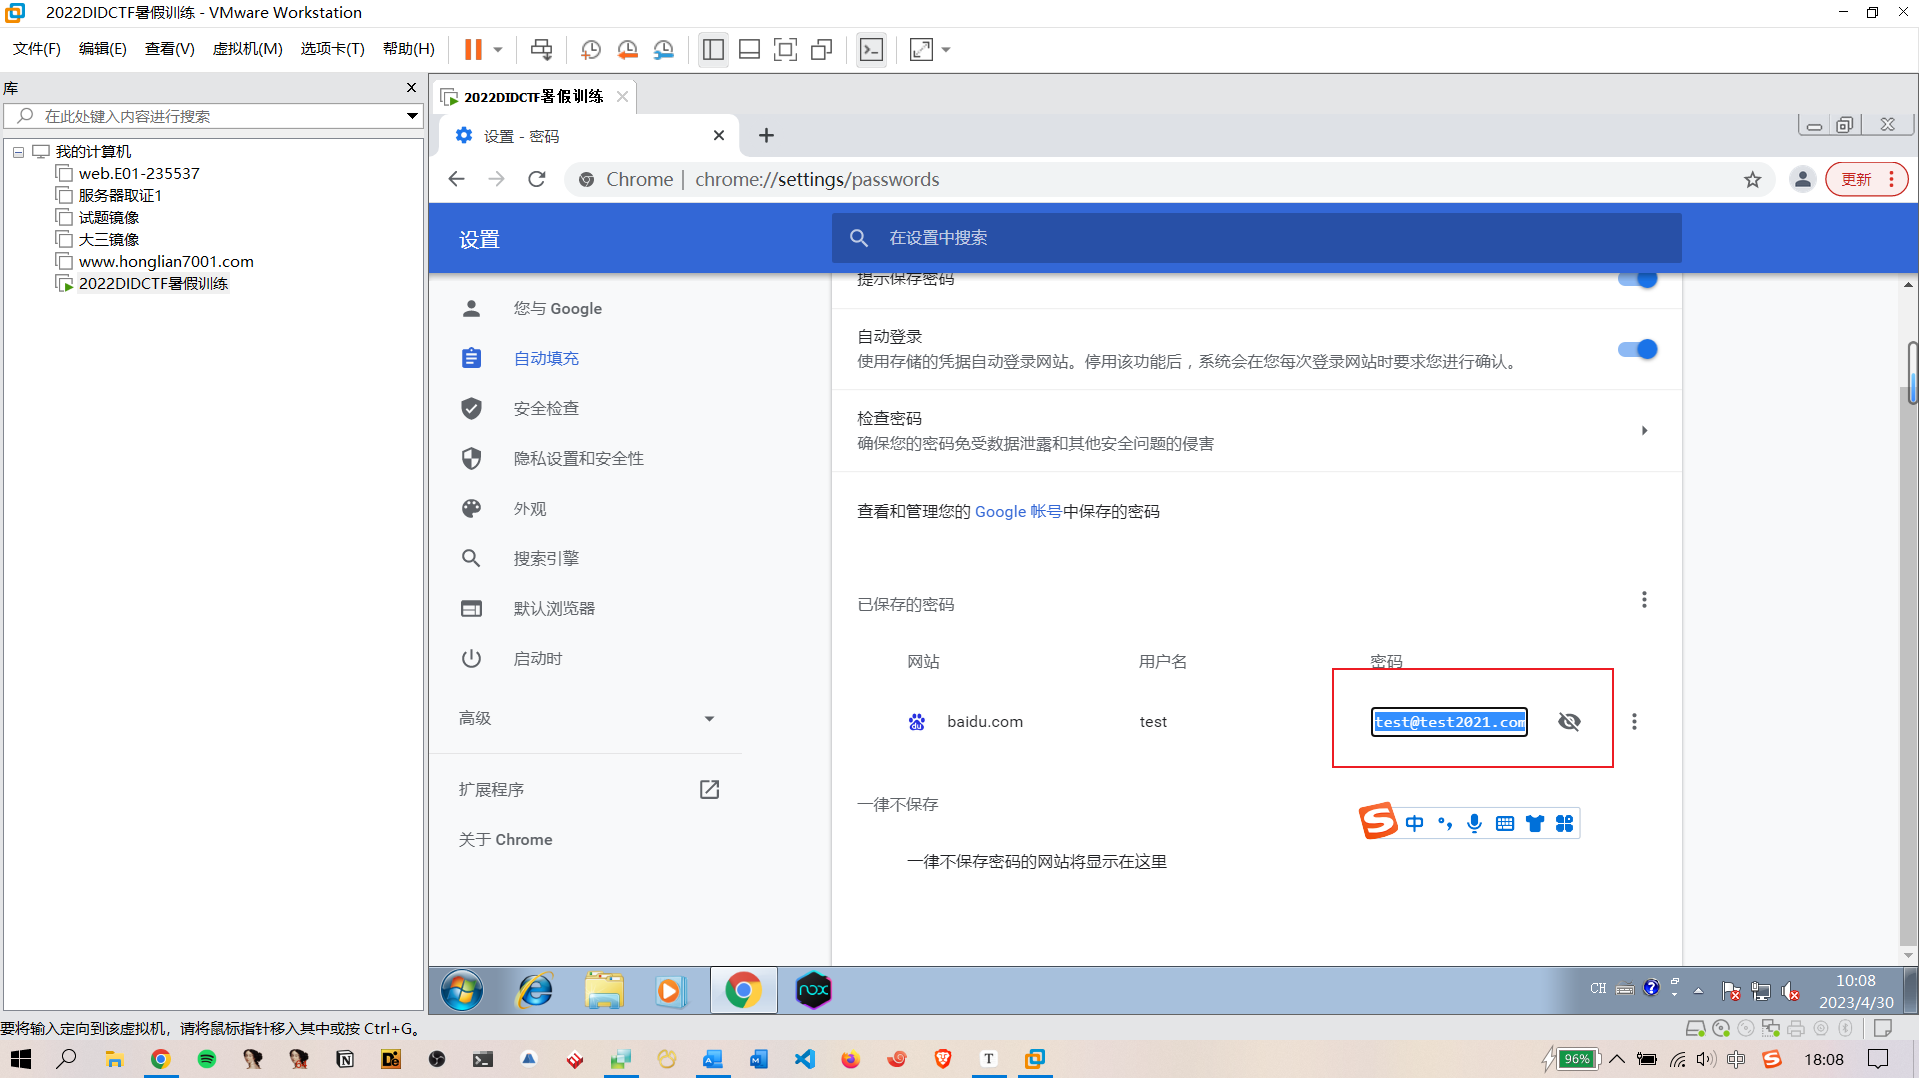 2022DIDCTF暑假训练 - VMware Workstation
文件(F) 编辑(E) 查看(V) 虚拟机(M) 选项卡(T) 帮助(H)
库
在此处键入内容进行搜索
我的计算机
web.E01-235537
服务器取证1
试题镜像
大三镜像
www.honglian7001.com
2022DIDCTF暑假训练
2022DIDCTF暑假训练
设置 - 密码
Chrome | chrome://settings/passwords
更新
设置
在设置中搜索
您与 Google
自动填充
安全检查
隐私设置和安全性
外观
搜索引擎
默认浏览器
启动时
高级
扩展程序
关于 Chrome
提示保存密码
自动登录
使用存储的凭据自动登录网站。停用该功能后，系统会在您每次登录网站时要求您进行确认。
检查密码
确保您的密码免受数据泄露和其他安全问题的侵害
查看和管理您的 Google 帐号中保存的密码
已保存的密码
网站 用户名 密码
du baidu.com test test@test2021.com
一律不保存
S 中
一律不保存密码的网站将显示在这里
nox
CH
10:08
2023/4/30
要将输入定向到该虚拟机，请将鼠标指针移入其中或按 Ctrl+G。
96%
中
S
18:08